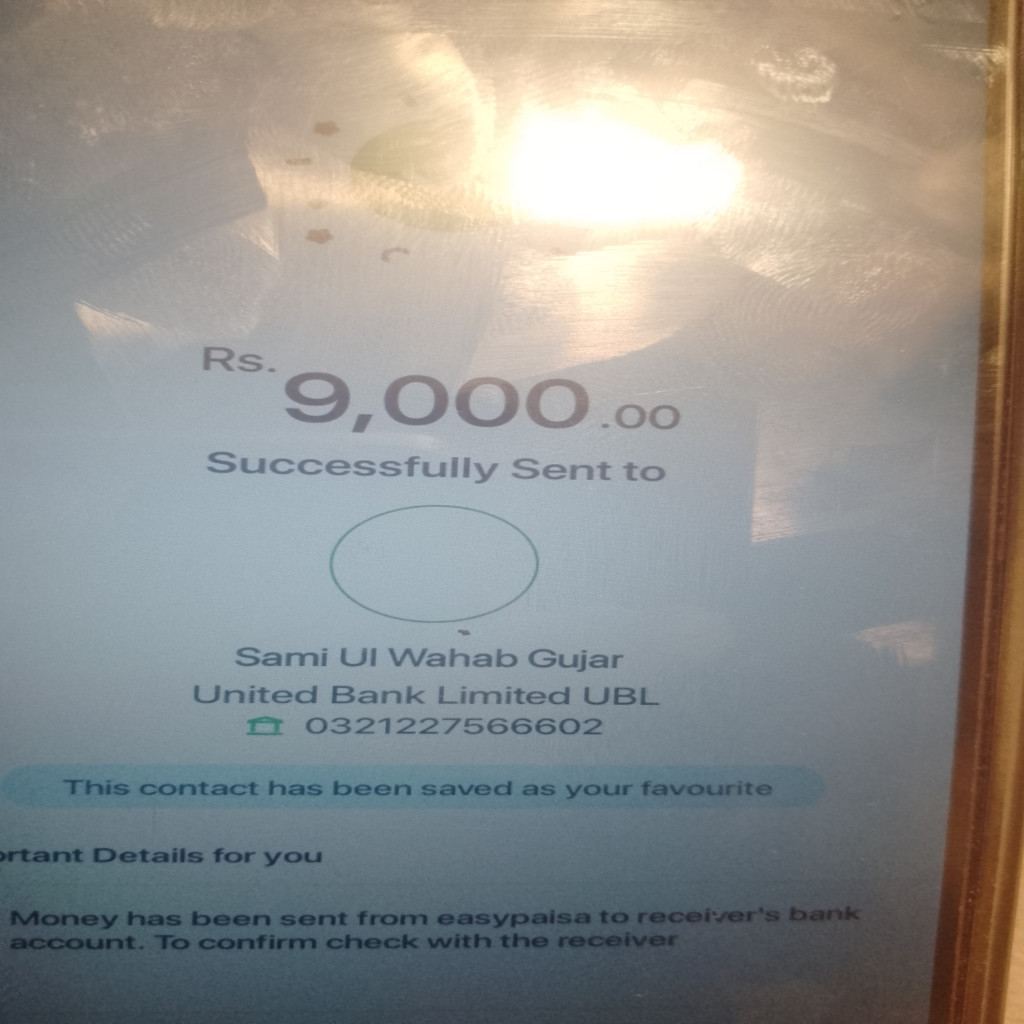 Rs. 9,000.00
Successfully Sent to
Sami Ul Wahab Gujar
United Bank Limited UBL
0321227566602
This contact has been saved as your favourite
ortant Details for you
Money has been sent from easypaisa to receiver's bank
account. To confirm check with the receiver